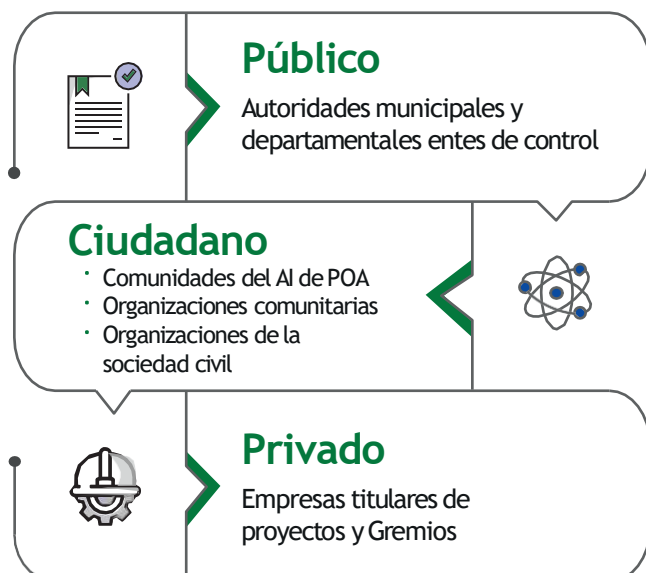 Público
Autoridades municipales y
departamentales entes de control
Ciudadano
· Comunidades del AI de POA
· Organizaciones comunitarias
· Organizaciones de la
sociedad civil
Privado
Empresas titulares de
proyectos y Gremios